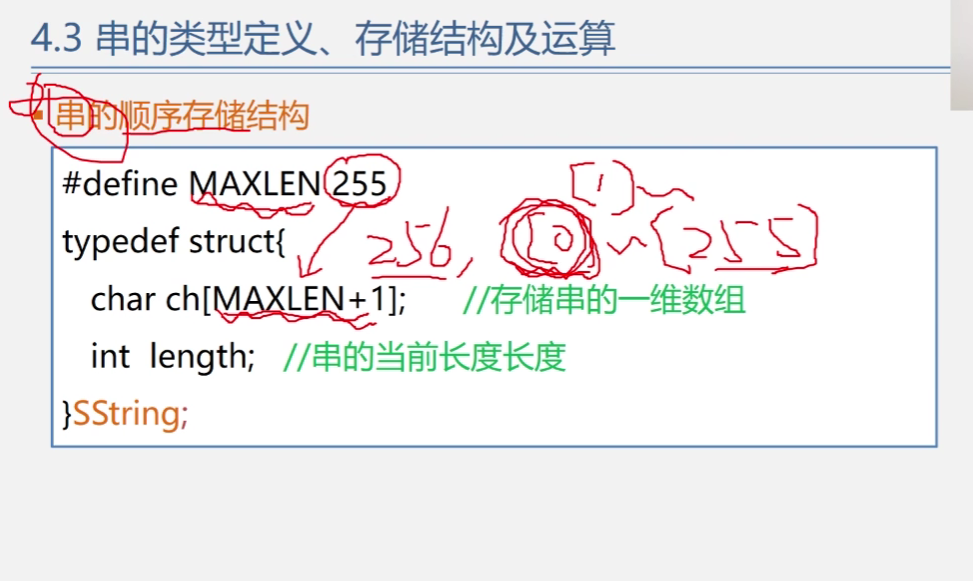 4.3 串的类型定义、存储结构及运算
串的顺序存储结构
#define MAXLEN 255
1
typedef struct{
256, 0 ~ 255
char ch[MAXLEN+1]; //存储串的一维数组
int length; //串的当前长度长度
}SString;